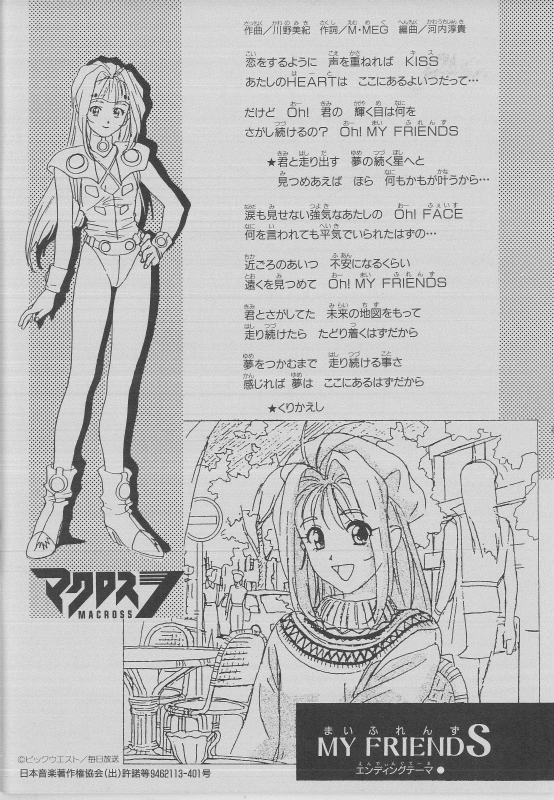 作曲／川野美紀　作詞／M・MEG　編曲／河内淳貴
恋をするように　声を重ねれば　KISS
あたしのHEARTは　ここにあるよいつだって…
だけど　Oh!　君の　輝く目は何を
さがし続けるの？　Oh! MY FRIENDS
★君と走り出す　夢の続く星へと
見つめあえば　ほら　何もかもが叶うから…
涙も見せない強気なあたしの　Oh! FACE
何を言われても平気でいられたはずの…
近ごろのあいつ　不安になるくらい
遠くを見つめて　Oh! MY FRIENDS
君とさがしてた　未来の地図をもって
走り続けたら　たどり着くはずだから
夢をつかむまで　走り続ける事さ
感じれば　夢は　ここにあるはずだから
★くりかえし
マクロス7
MACROSS
まいふれんず
MY FRIENDS
えんでぃんぐてーま
エンディングテーマ●
©ビックウエスト／毎日放送
日本音楽著作権協会(出)許諾等9462113-401号